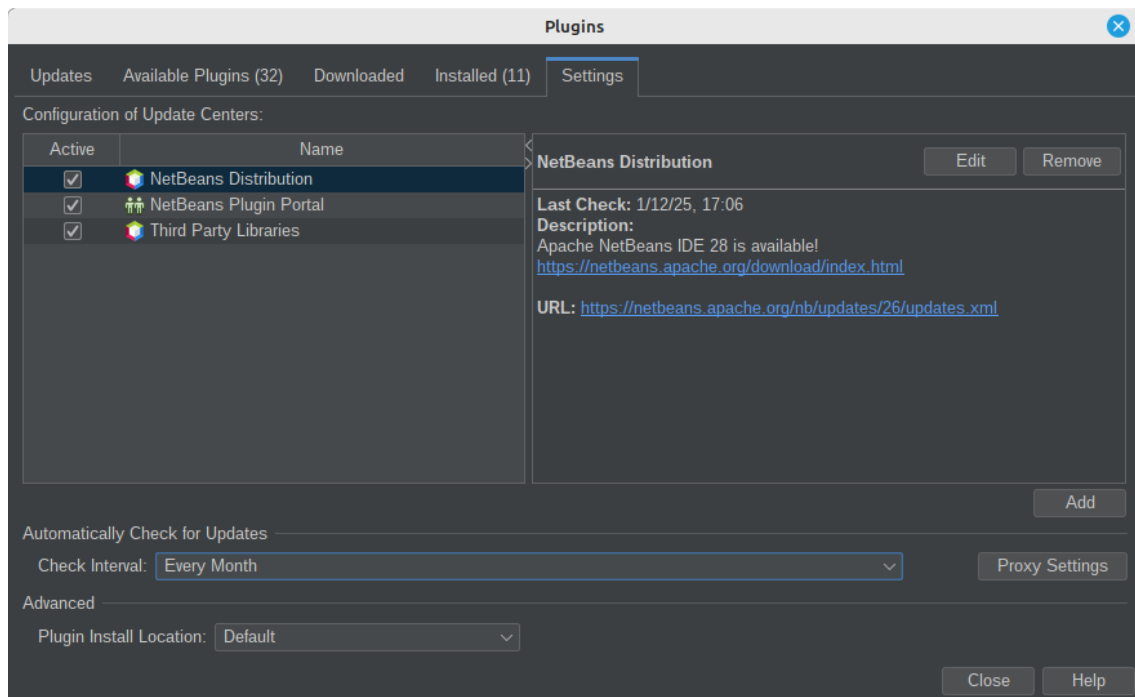 Plugins
Updates Available Plugins (32) Downloaded Installed (11) Settings
Configuration of Update Centers:
Active Name
NetBeans Distribution
NetBeans Plugin Portal
Third Party Libraries
NetBeans Distribution Edit Remove
Last Check: 1/12/25, 17:06
Description:
Apache NetBeans IDE 28 is available!
https://netbeans.apache.org/download/index.html
URL: https://netbeans.apache.org/nb/updates/26/updates.xml
Add
Automatically Check for Updates
Check Interval: Every Month Proxy Settings
Advanced
Plugin Install Location: Default
Close Help